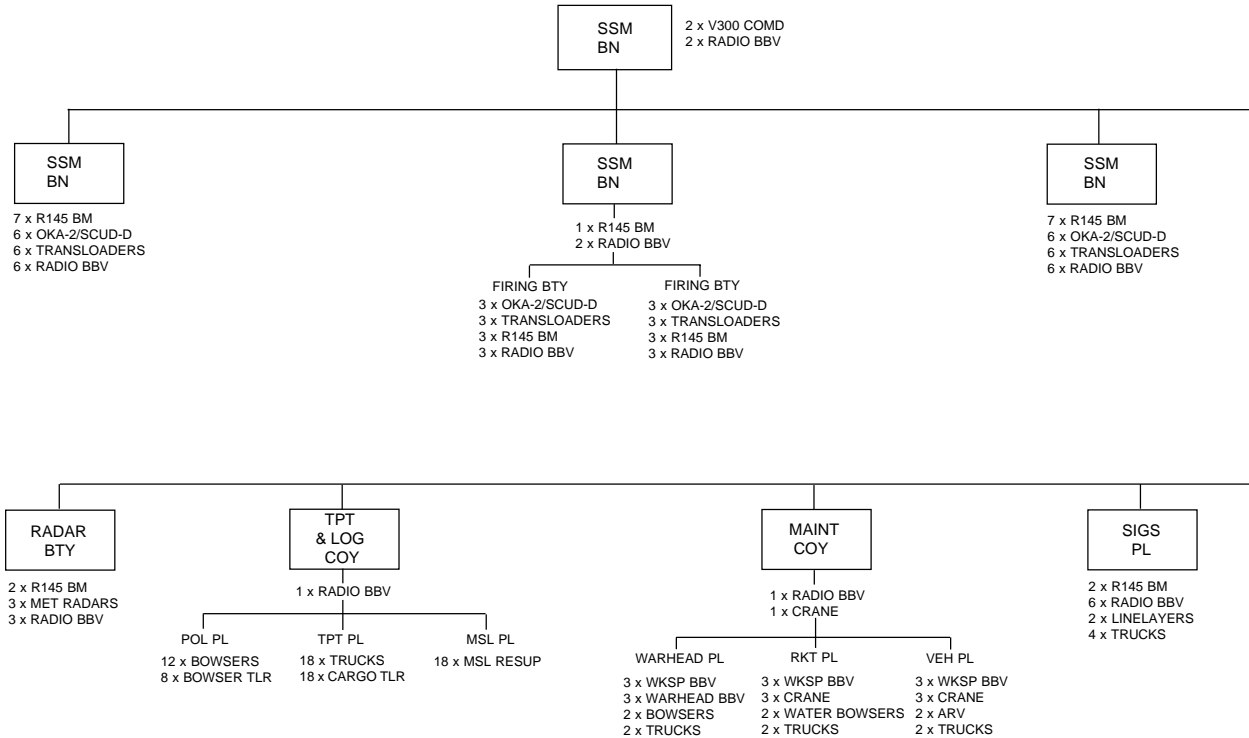 SSM
BN
2 x V300 COMD
2 x RADIO BBV
SSM
BN
7 x R145 BM
6 x OKA-2/SCUD-D
6 x TRANSLOADERS
6 x RADIO BBV
SSM
BN
1 x R145 BM
2 x RADIO BBV
FIRING BTY
3 x OKA-2/SCUD-D
3 x TRANSLOADERS
3 x R145 BM
3 x RADIO BBV
FIRING BTY
3 x OKA-2/SCUD-D
3 x TRANSLOADERS
3 x R145 BM
3 x RADIO BBV
SSM
BN
7 x R145 BM
6 x OKA-2/SCUD-D
6 x TRANSLOADERS
6 x RADIO BBV
RADAR
BTY
2 x R145 BM
3 x MET RADARS
3 x RADIO BBV
TPT
& LOG
COY
1 x RADIO BBV
POL PL
12 x BOWSERS
8 x BOWSER TLR
TPT PL
18 x TRUCKS
18 x CARGO TLR
MSL PL
18 x MSL RESUP
MAINT
COY
1 x RADIO BBV
1 x CRANE
WARHEAD PL
3 x WKSP BBV
3 x WARHEAD BBV
2 x BOWSERS
2 x TRUCKS
RKT PL
3 x WKSP BBV
3 x CRANE
2 x WATER BOWSERS
2 x TRUCKS
VEH PL
3 x WKSP BBV
3 x CRANE
2 x ARV
2 x TRUCKS
SIGS
PL
2 x R145 BM
6 x RADIO BBV
2 x LINELAYERS
4 x TRUCKS